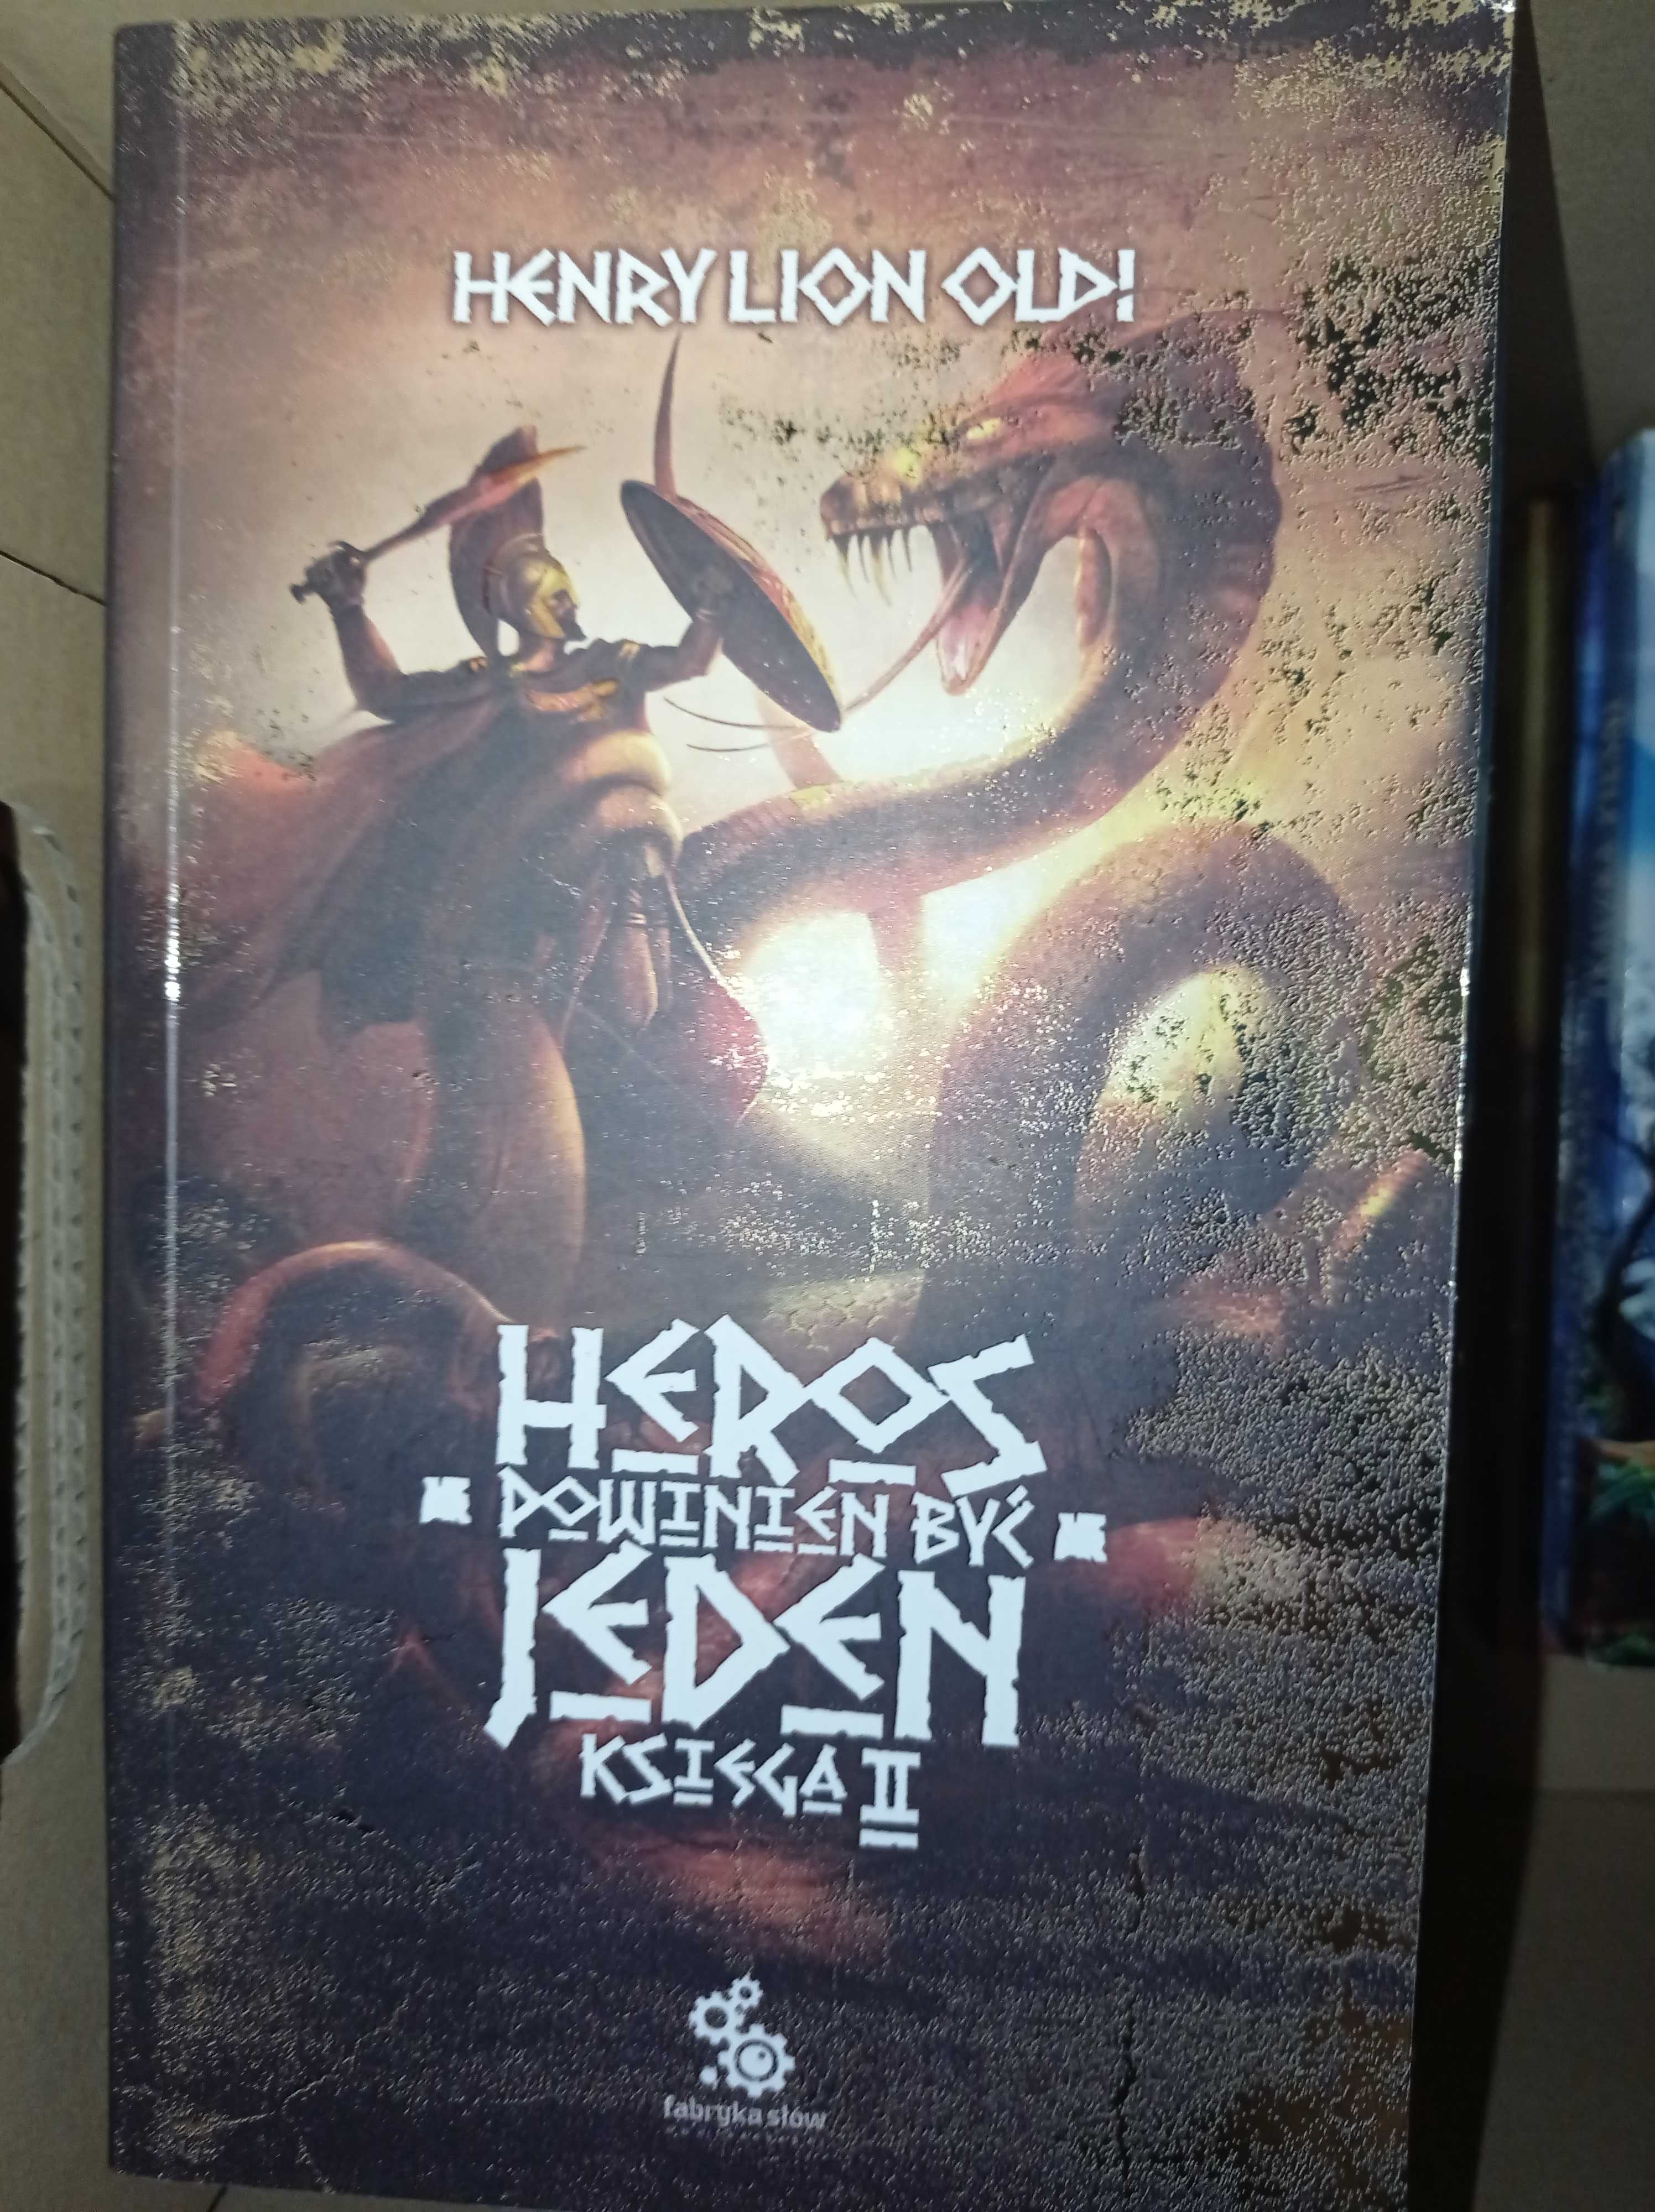 HENRY LION OLDI
HEROS
POWINIEN BYĆ
JEDEN
KSIĘGA II
fabryka słów